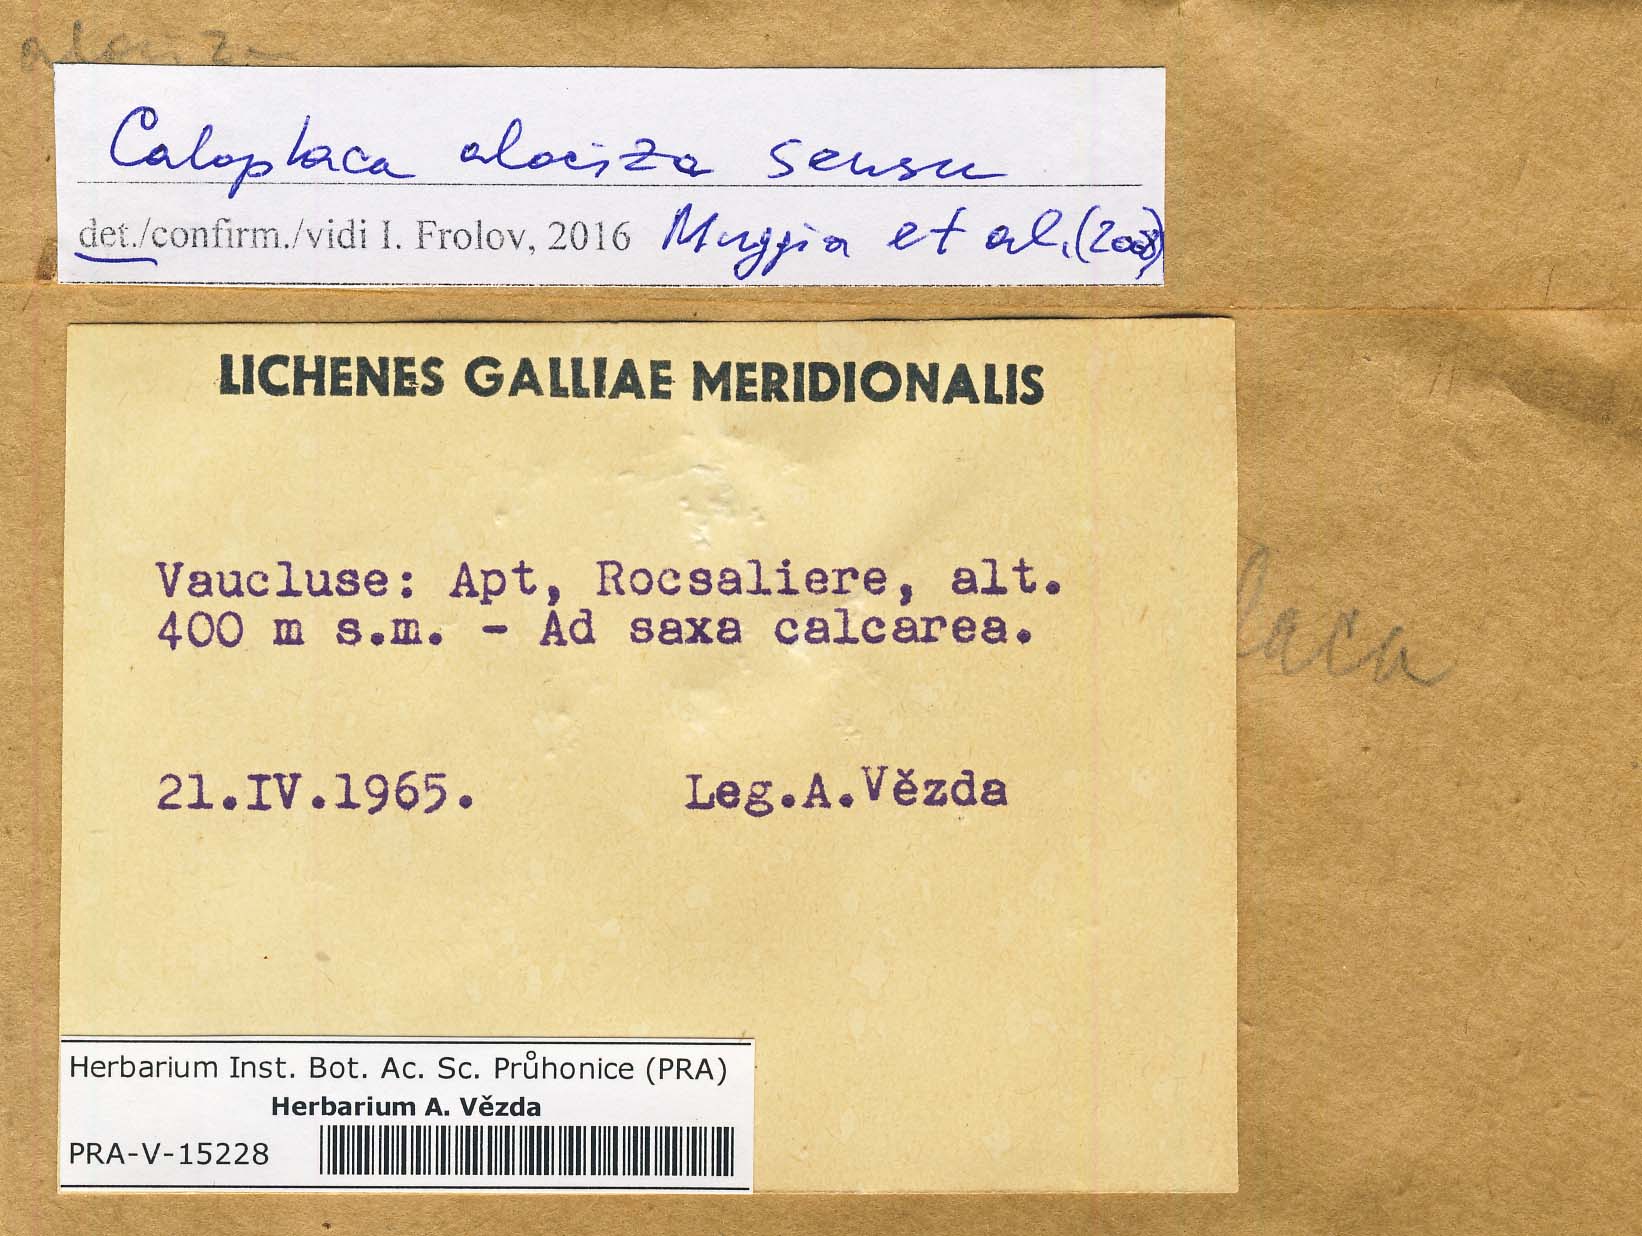 alociza
Caloplaca alociza sensu
det./confirm./vidi I. Frolov, 2016 Muggia et al. (2008)
LICHENES GALLIAE MERIDIONALIS
Vaucluse: Apt, Rocsaliere, alt.
400 m s.m. - Ad saxa calcarea.
laca
21.IV.1965. Leg.A.Vězda
Herbarium Inst. Bot. Ac. Sc. Průhonice (PRA)
Herbarium A. Vězda
PRA-V-15228